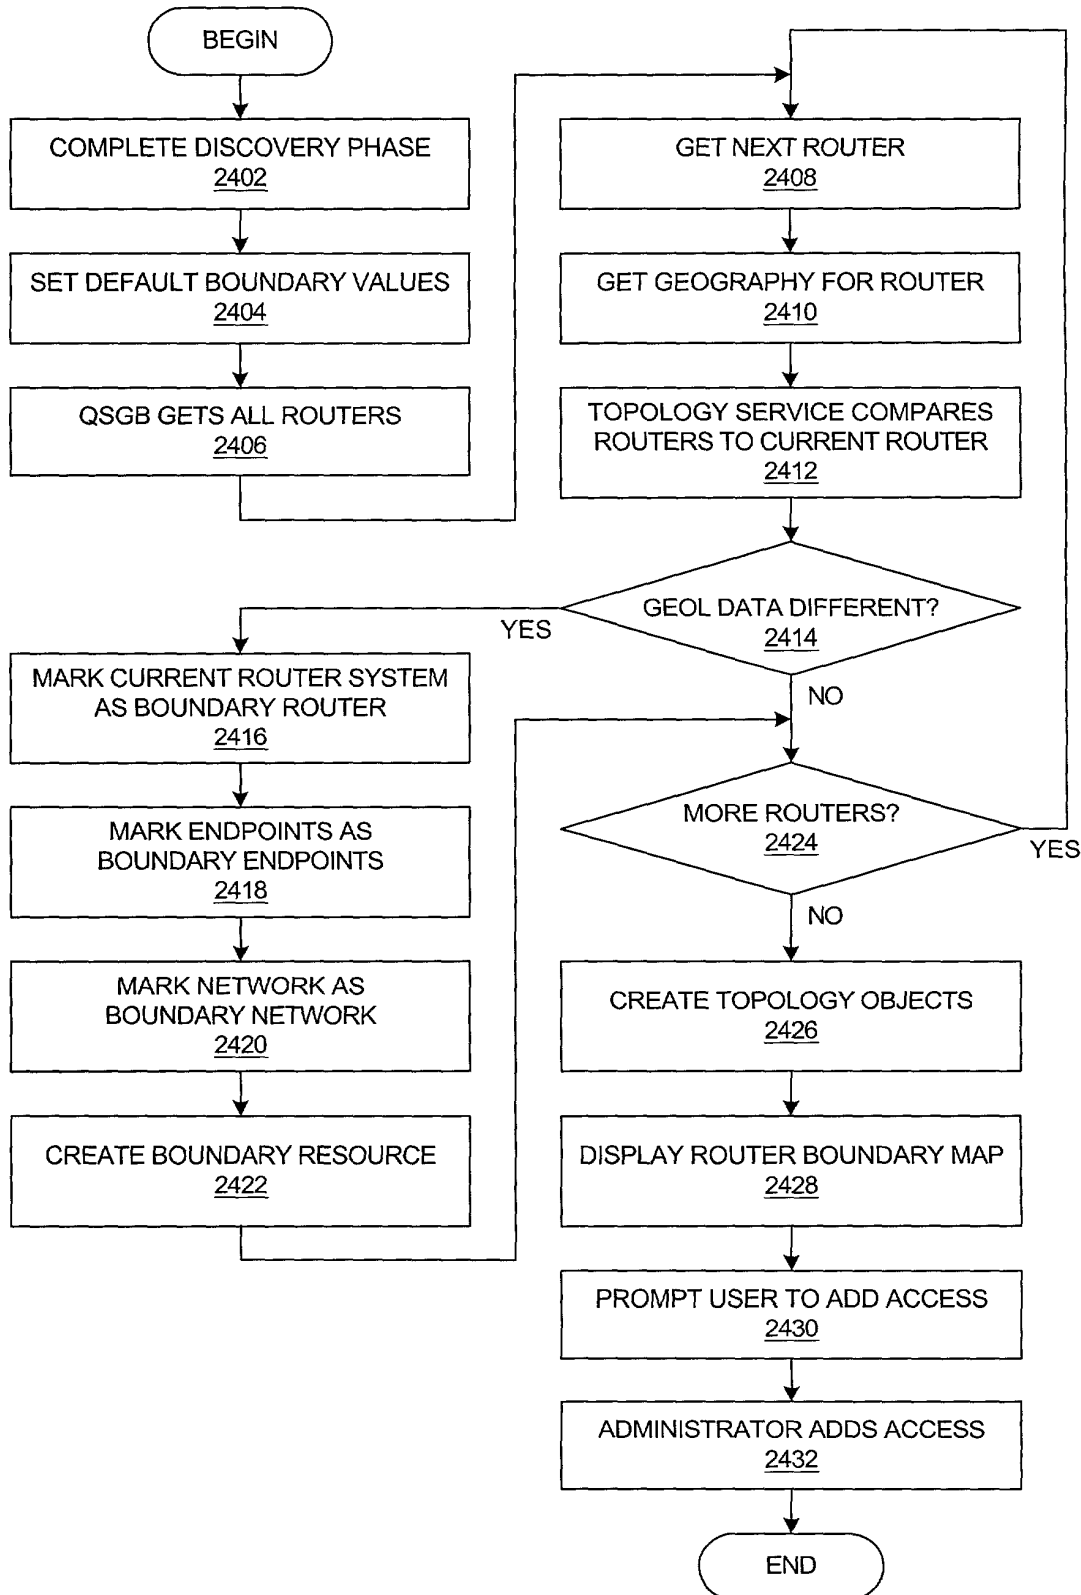 BEGIN
COMPLETE DISCOVERY PHASE
2402
SET DEFAULT BOUNDARY VALUES
2404
QSGB GETS ALL ROUTERS
2406
GET NEXT ROUTER
2408
GET GEOGRAPHY FOR ROUTER
2410
TOPOLOGY SERVICE COMPARES
ROUTERS TO CURRENT ROUTER
2412
GEOL DATA DIFFERENT?
2414
YES
NO
MARK CURRENT ROUTER SYSTEM
AS BOUNDARY ROUTER
2416
MARK ENDPOINTS AS
BOUNDARY ENDPOINTS
2418
MARK NETWORK AS
BOUNDARY NETWORK
2420
CREATE BOUNDARY RESOURCE
2422
MORE ROUTERS?
2424
YES
NO
CREATE TOPOLOGY OBJECTS
2426
DISPLAY ROUTER BOUNDARY MAP
2428
PROMPT USER TO ADD ACCESS
2430
ADMINISTRATOR ADDS ACCESS
2432
END